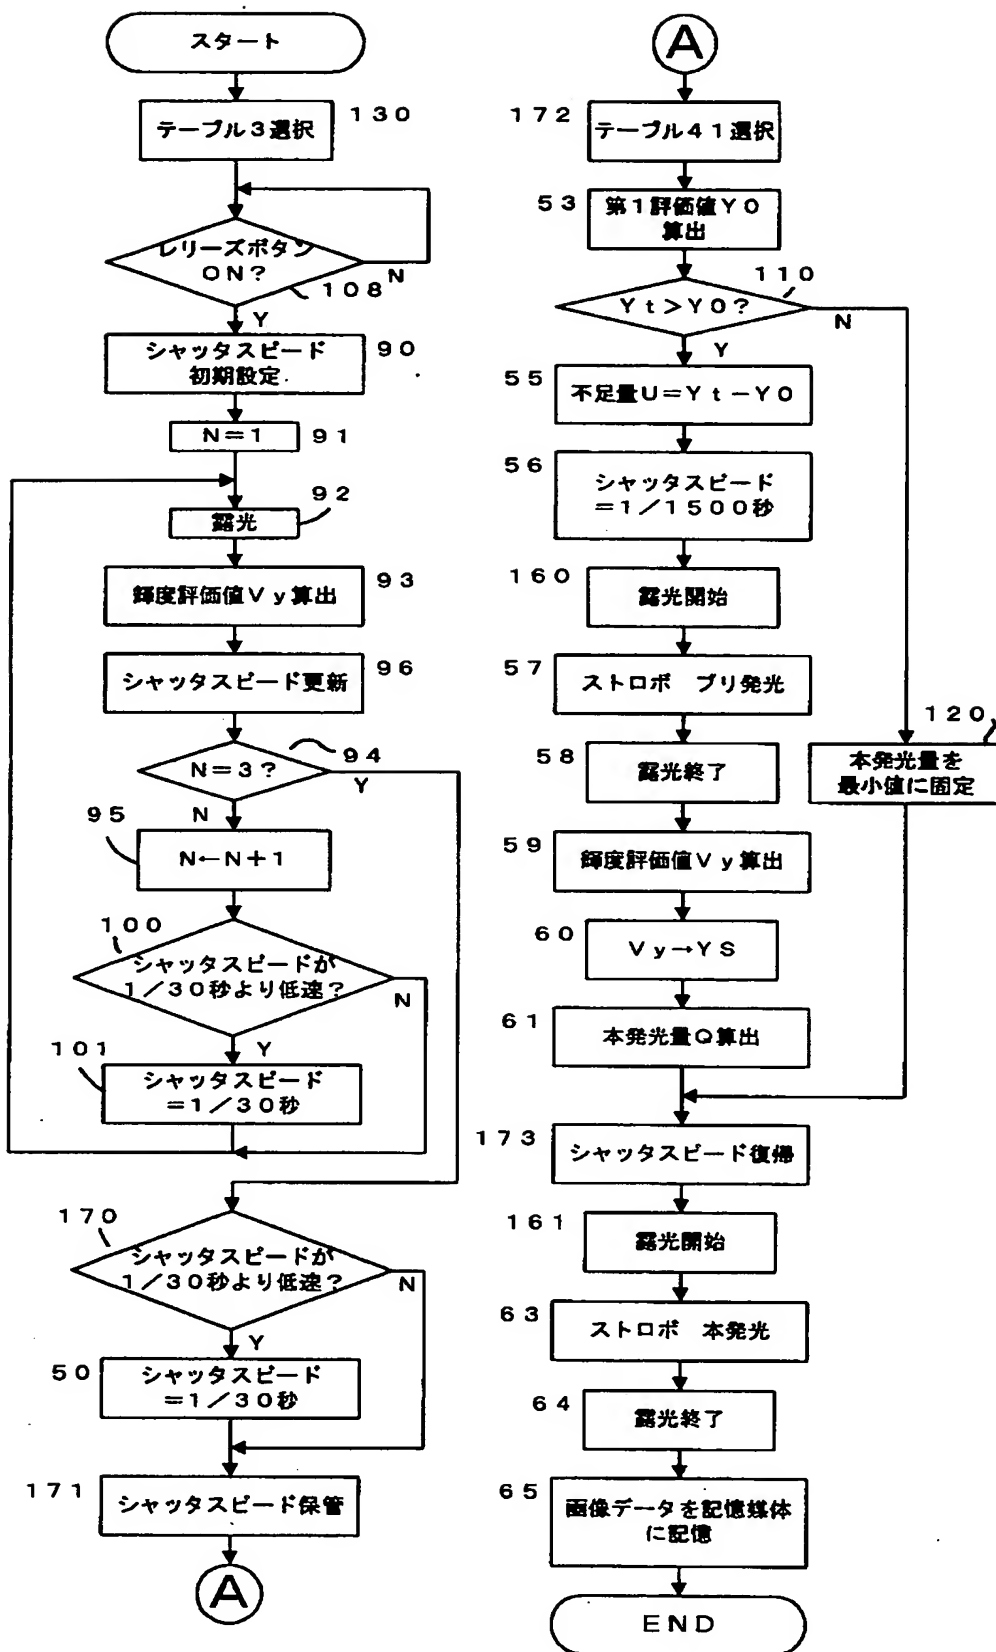 スタート
テーブル3選択
130
レリーズボタン
ON?
N
108
Y
シャッタスピード
初期設定
90
N=1
91
92
露光
輝度評価値Vy算出
93
シャッタスピード更新
96
N=3?
94
Y
N
95
N←N+1
100
シャッタスピードが
1/30秒より低速?
N
Y
101
シャッタスピード
=1/30秒
170
シャッタスピードが
1/30秒より低速?
N
Y
50
シャッタスピード
=1/30秒
171
シャッタスピード保管
A
A
172
テーブル41選択
53
第1評価値Y0
算出
110
Yt>Y0?
N
Y
55
不足量U=Yt-Y0
56
シャッタスピード
=1/1500秒
160
露光開始
57
ストロボ プリ発光
120
本発光量を
最小値に固定
58
露光終了
59
輝度評価値Vy算出
60
Vy→YS
61
本発光量Q算出
173
シャッタスピード復帰
161
露光開始
63
ストロボ 本発光
64
露光終了
65
画像データを記憶媒体
に記憶
END